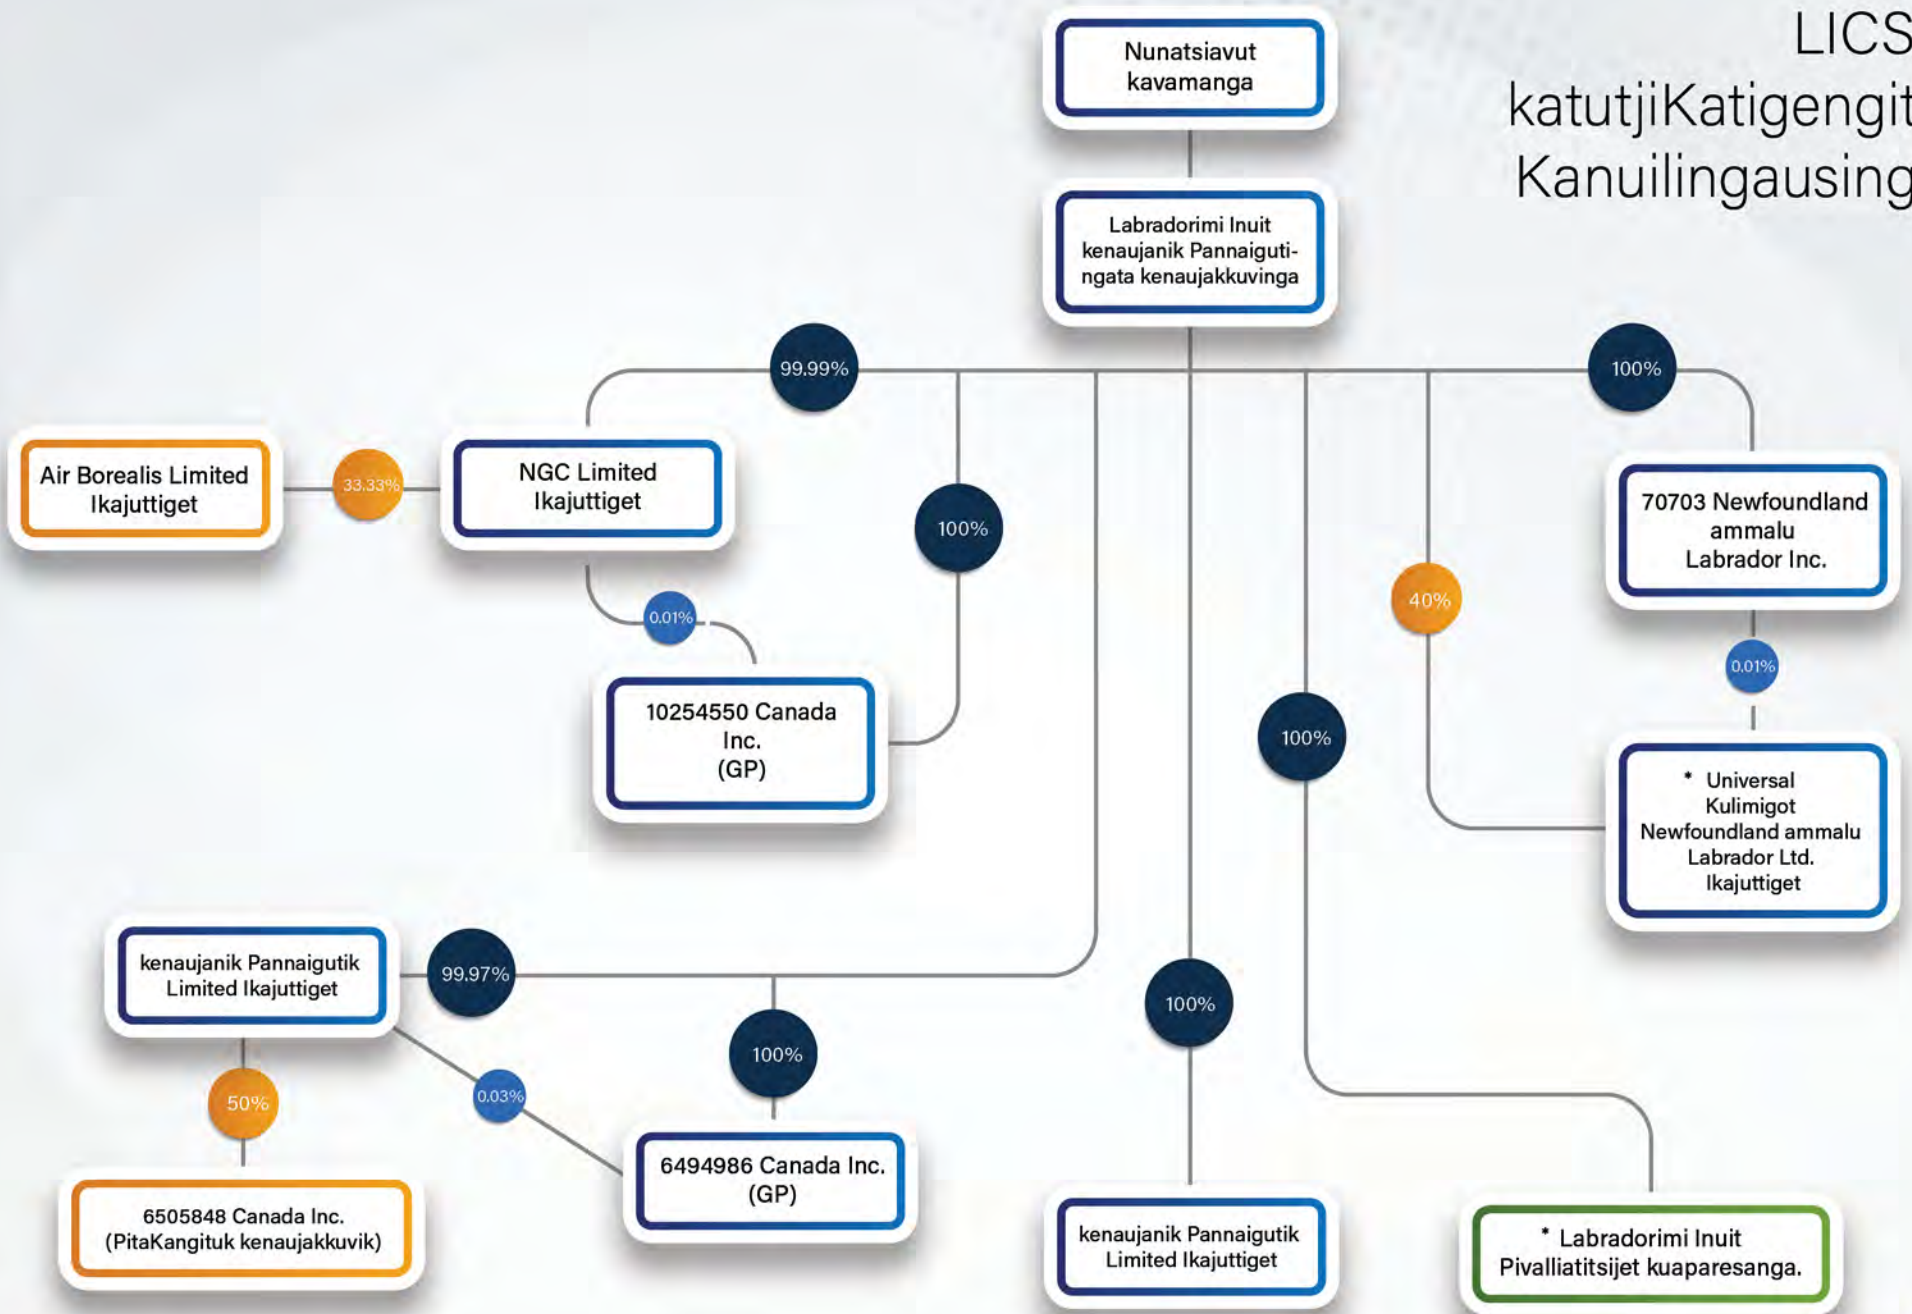 LICS
katutjiKatigengit
Kanuilingausing
Nunatsiavut
kavamanga
Labradorimi Inuit
kenaujanik Pannaiguti-
ngata kenaujakkuvinga
99.99%
100%
Air Borealis Limited
Ikajuttiget
33.33%
NGC Limited
Ikajuttiget
100%
70703 Newfoundland
ammalu
Labrador Inc.
40%
0.01%
0.01%
10254550 Canada
Inc.
(GP)
100%
* Universal
Kulimigot
Newfoundland ammalu
Labrador Ltd.
Ikajuttiget
kenaujanik Pannaigutik
Limited Ikajuttiget
99.97%
100%
100%
50%
0.03%
6494986 Canada Inc.
(GP)
6505848 Canada Inc.
(PitaKangituk kenaujakkuvik)
kenaujanik Pannaigutik
Limited Ikajuttiget
* Labradorimi Inuit
Pivalliatitsijet kuaparesanga.